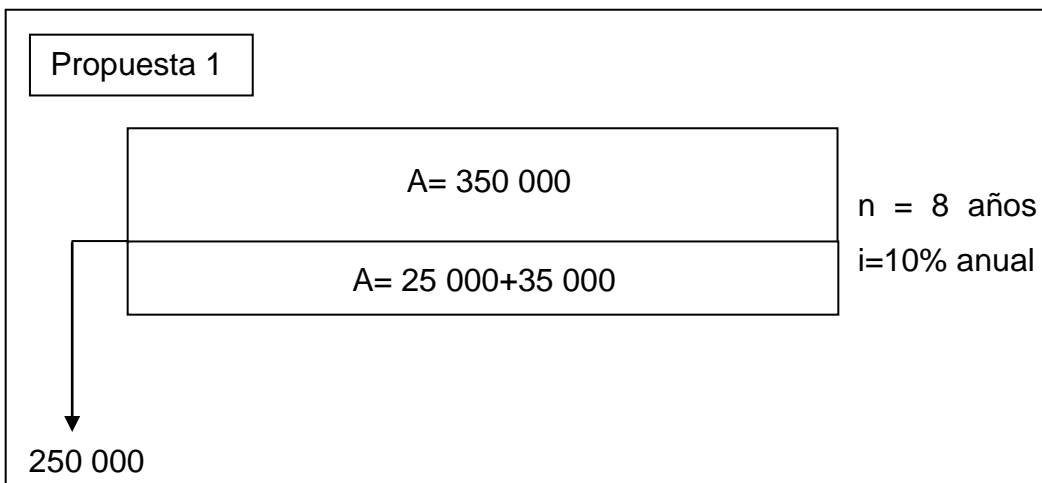 Propuesta 1
A= 350 000
n = 8 años
i=10% anual
A= 25 000+35 000
250 000